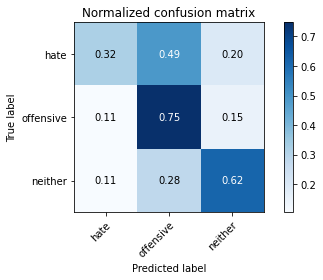 Normalized confusion matrix
True label
hate 0.32 0.49 0.20
offensive 0.11 0.75 0.15
neither 0.11 0.28 0.62
hate offensive neither
Predicted label
0.7
0.6
0.5
0.4
0.3
0.2